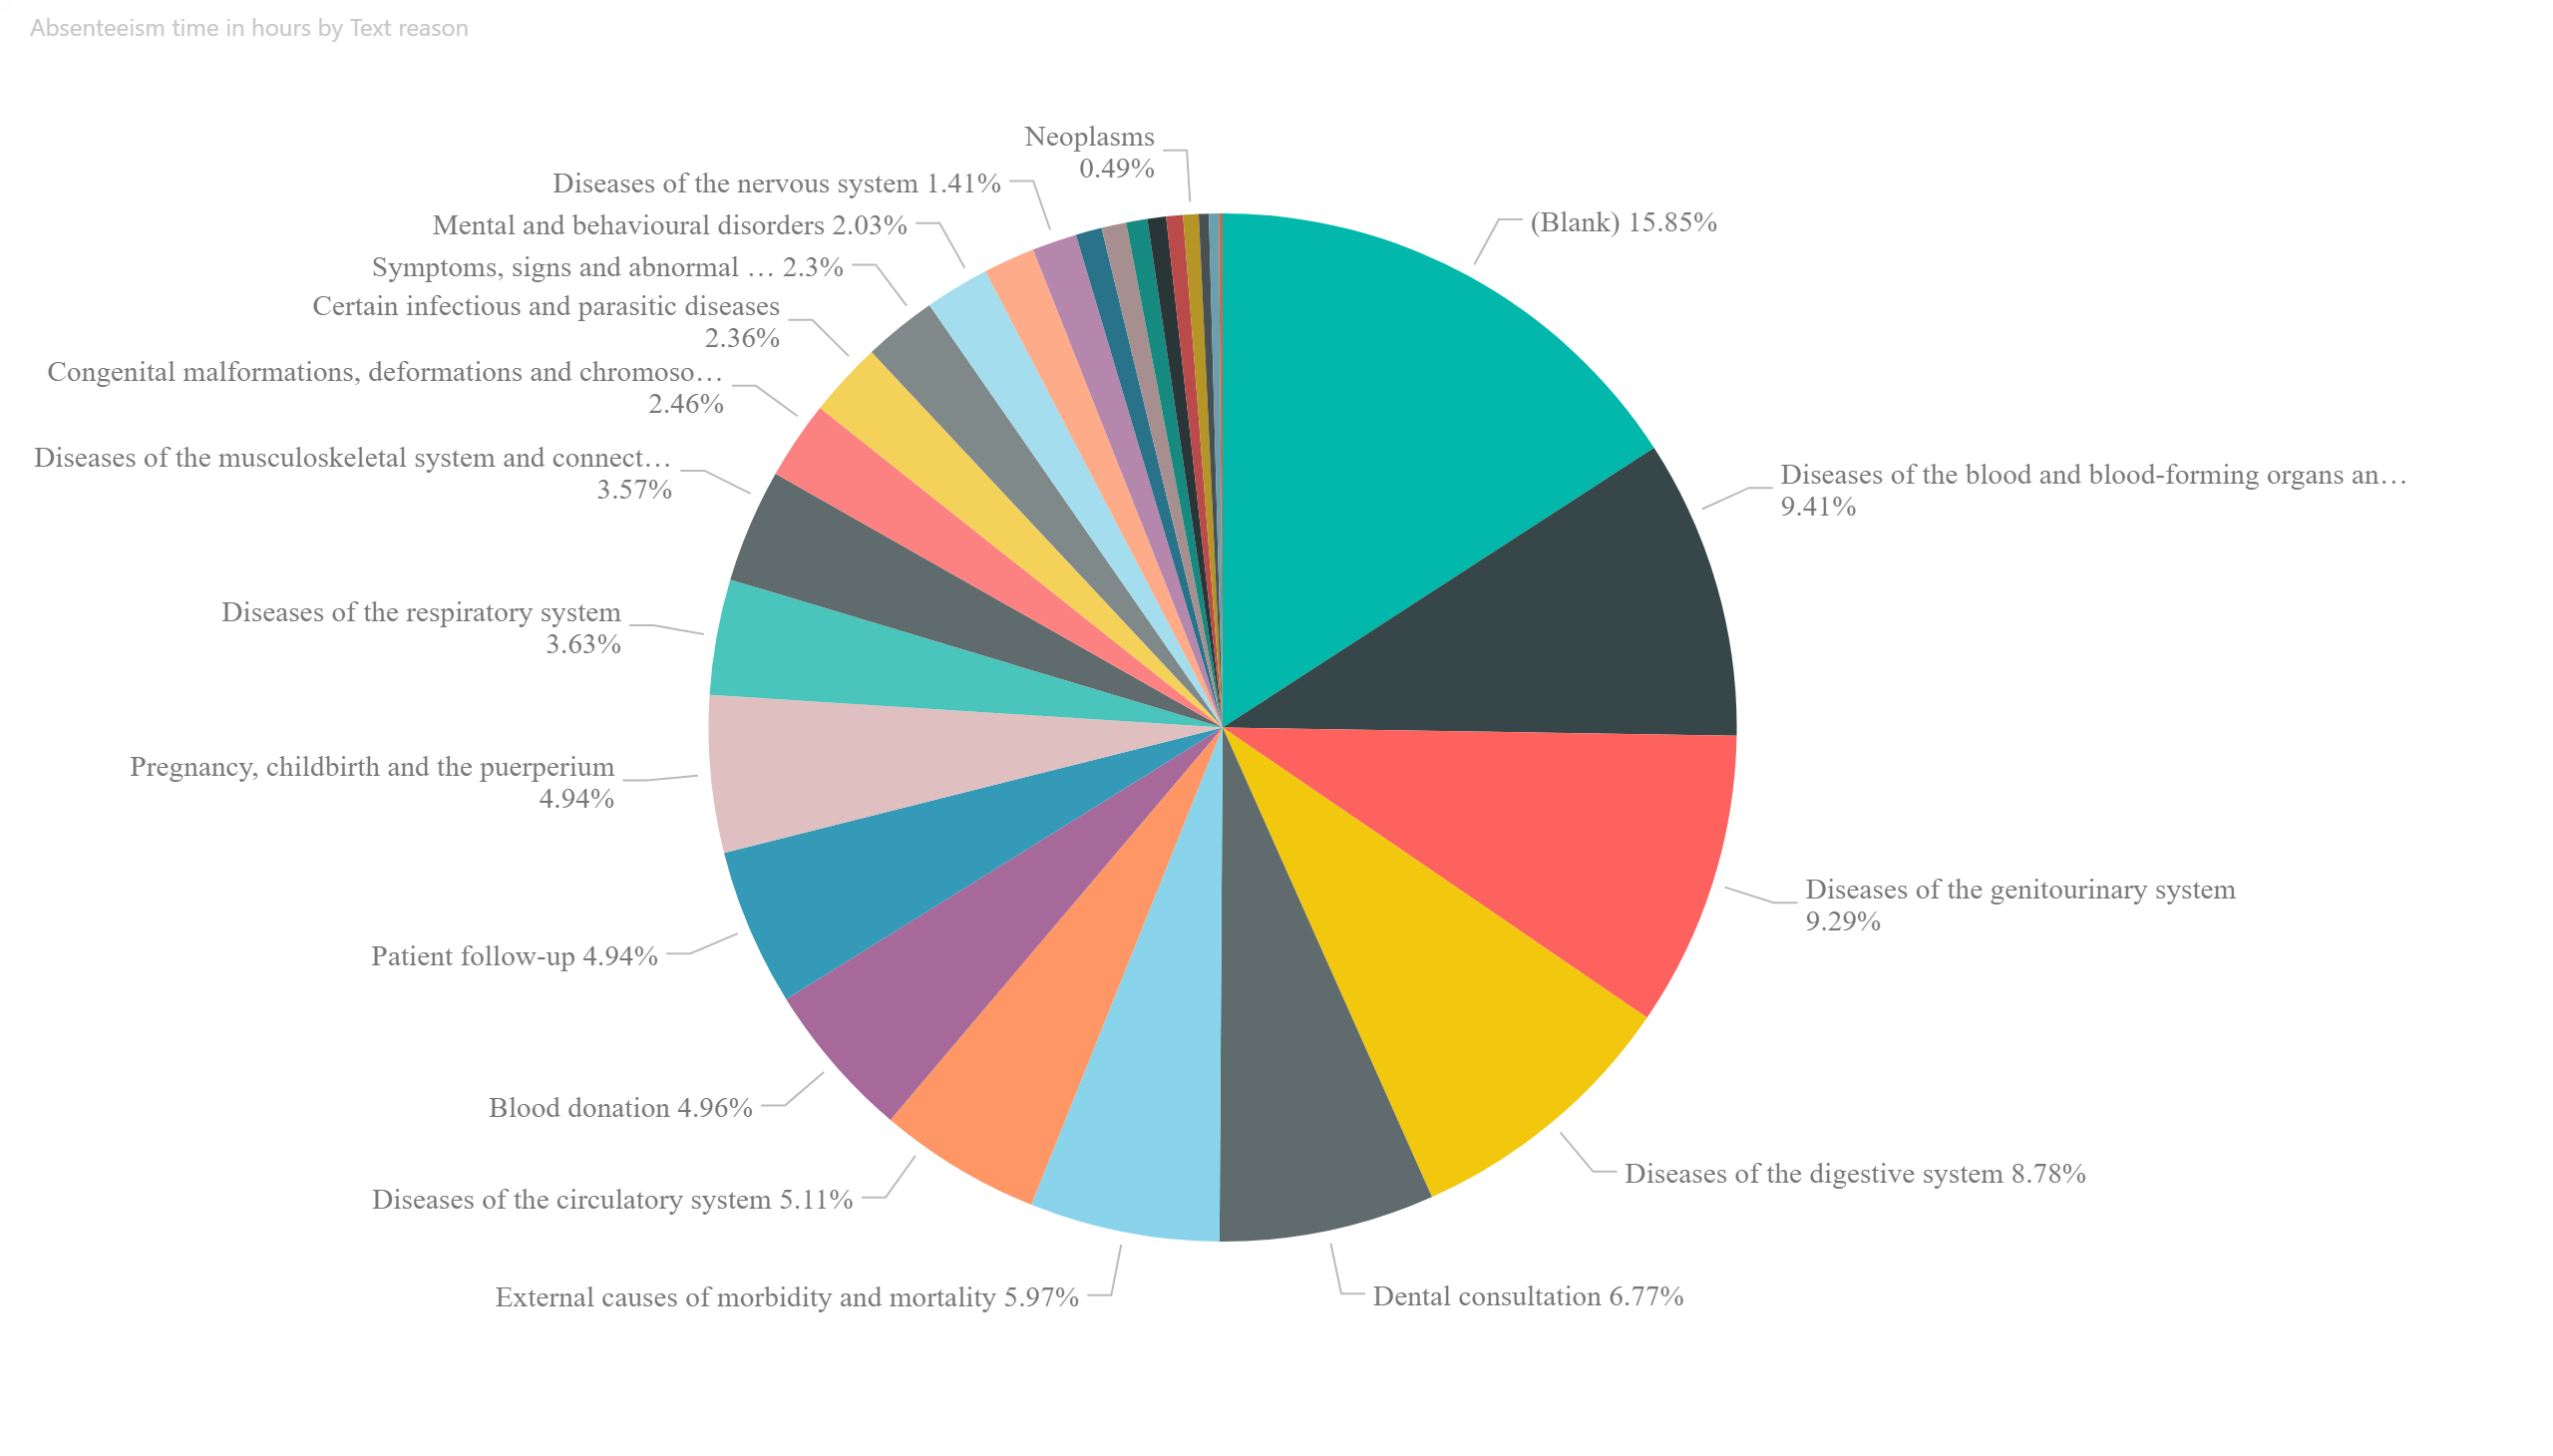 Absenteeism time in hours by Text reason
Neoplasms
0.49%
Diseases of the nervous system 1.41%
Mental and behavioural disorders 2.03%
Symptoms, signs and abnormal … 2.3%
Certain infectious and parasitic diseases
2.36%
Congenital malformations, deformations and chromoso…
2.46%
Diseases of the musculoskeletal system and connect…
3.57%
Diseases of the respiratory system
3.63%
Pregnancy, childbirth and the puerperium
4.94%
Patient follow-up 4.94%
Blood donation 4.96%
Diseases of the circulatory system 5.11%
External causes of morbidity and mortality 5.97%
(Blank) 15.85%
Diseases of the blood and blood-forming organs an…
9.41%
Diseases of the genitourinary system
9.29%
Diseases of the digestive system 8.78%
Dental consultation 6.77%